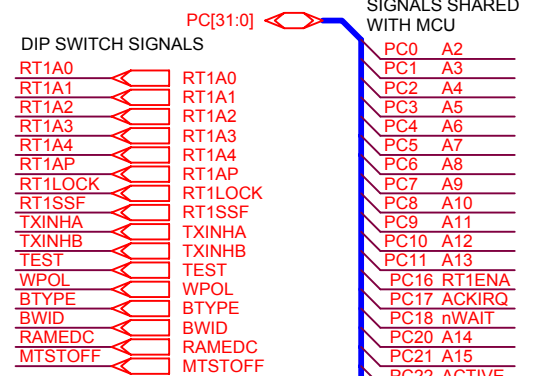 SIGNALS SHARED
WITH MCU
PC[31:0]
DIP SWITCH SIGNALS
RT1A0 RT1A0
RT1A1 RT1A1
RT1A2 RT1A2
RT1A3 RT1A3
RT1A4 RT1A4
RT1AP RT1AP
RT1LOCK RT1LOCK
RT1SSF RT1SSF
TXINHA TXINHA
TXINHB TXINHB
TEST TEST
WPOL WPOL
BTYPE BTYPE
BWID BWID
RAMEDC RAMEDC
MTSTOFF MTSTOFF
PC0 A2
PC1 A3
PC2 A4
PC3 A5
PC4 A6
PC5 A7
PC6 A8
PC7 A9
PC8 A10
PC9 A11
PC10 A12
PC11 A13
PC16 RT1ENA
PC17 ACKIRQ
PC18 nWAIT
PC20 A14
PC21 A15
PC22 ACTIVE